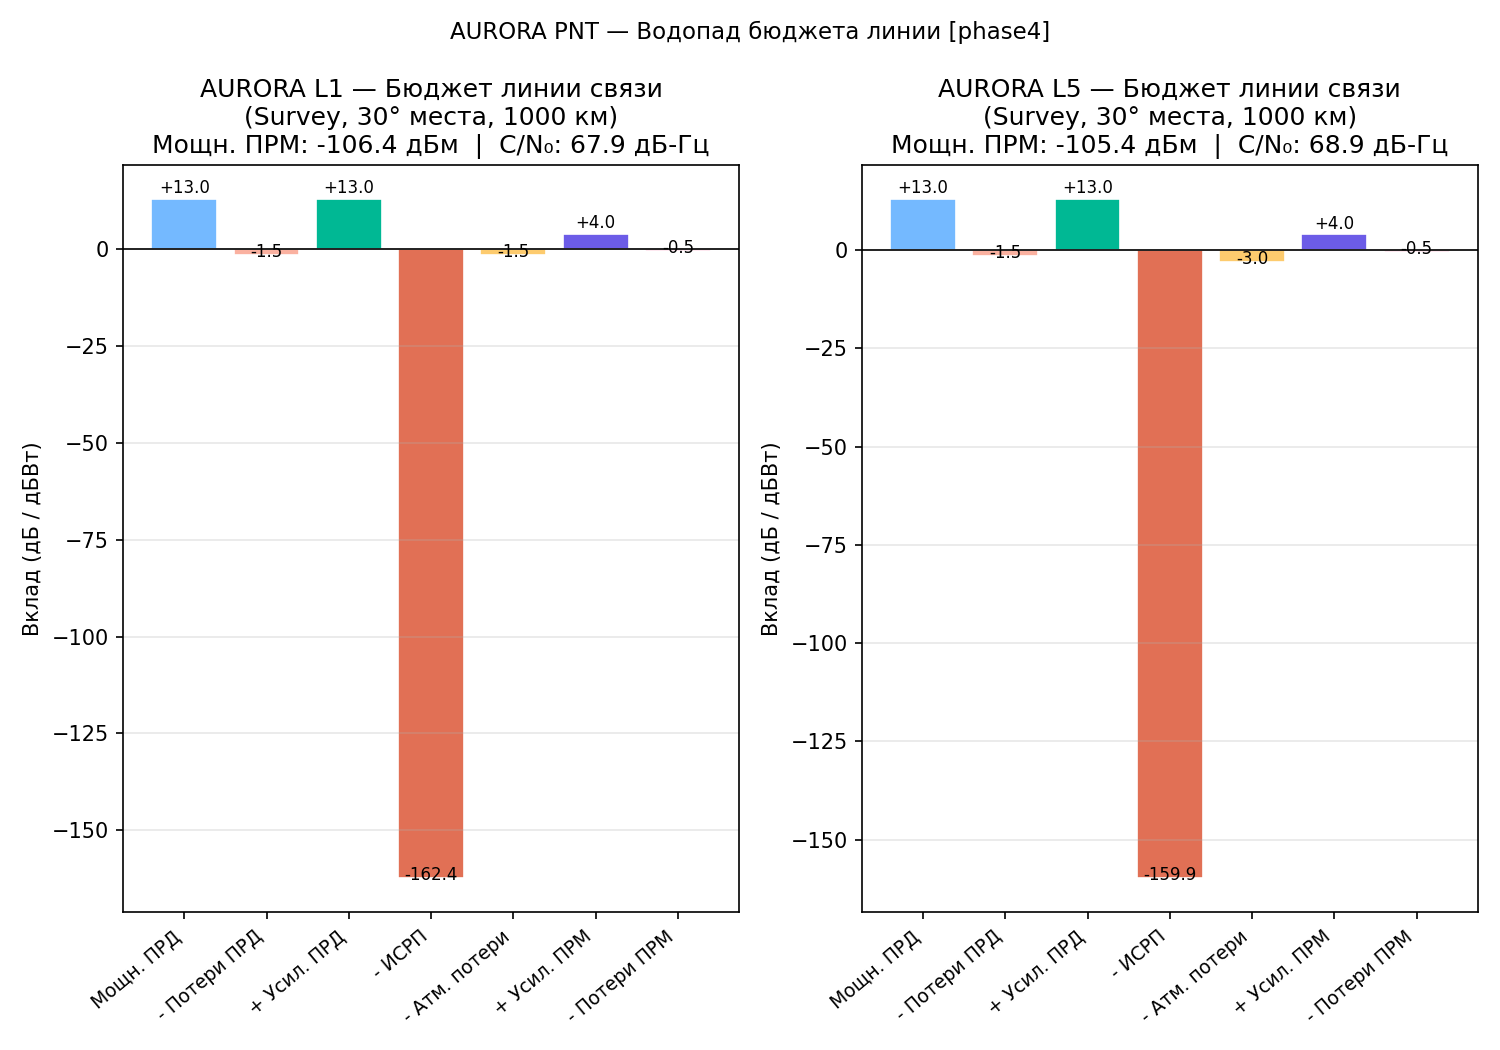 AURORA PNT — Водопад бюджета линии [phase4]
AURORA L1 — Бюджет линии связи
(Survey, 30° места, 1000 км)
Мощн. ПРМ: -106.4 дБм | C/N₀: 67.9 дБ-Гц
+13.0
-1.5
+13.0
-162.4
-1.5
+4.0
-0.5
0
−25
−50
−75
−100
−125
−150
Вклад (дБ / дБВт)
Мощн. ПРД
- Потери ПРД
+ Усил. ПРД
- ИСРП
- Атм. потери
+ Усил. ПРМ
- Потери ПРМ
AURORA L5 — Бюджет линии связи
(Survey, 30° места, 1000 км)
Мощн. ПРМ: -105.4 дБм | C/N₀: 68.9 дБ-Гц
+13.0
-1.5
+13.0
-159.9
-3.0
+4.0
-0.5
0
−25
−50
−75
−100
−125
−150
Вклад (дБ / дБВт)
Мощн. ПРД
- Потери ПРД
+ Усил. ПРД
- ИСРП
- Атм. потери
+ Усил. ПРМ
- Потери ПРМ